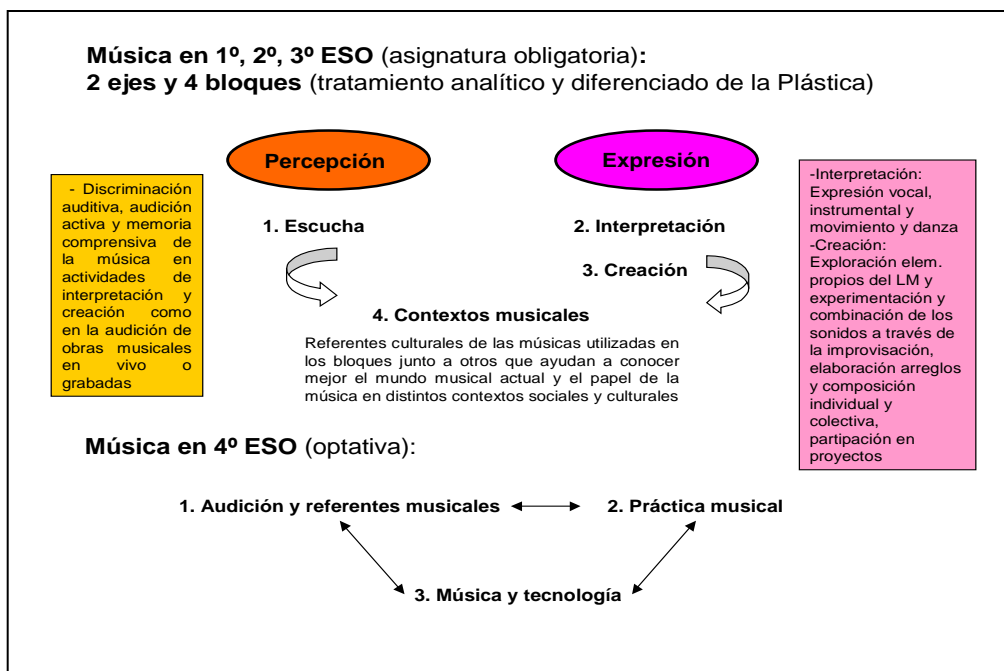 Música en 1º, 2º, 3º ESO (asignatura obligatoria):
2 ejes y 4 bloques (tratamiento analítico y diferenciado de la Plástica)
Percepción
Expresión
- Discriminación
auditiva, audición
activa y memoria
comprensiva de
la música en
actividades de
interpretación y
creación como
en la audición de
obras musicales
en vivo o
grabadas
1. Escucha
2. Interpretación
3. Creación
4. Contextos musicales
Referentes culturales de las músicas utilizadas en
los bloques junto a otros que ayudan a conocer
mejor el mundo musical actual y el papel de la
música en distintos contextos sociales y culturales
-Interpretación:
Expresión vocal,
instrumental y
movimiento y danza
-Creación:
Exploración elem.
propios del LM y
experimentación y
combinación de los
sonidos a través de
la improvisación,
elaboración arreglos
y composición
individual y
colectiva,
partipación en
proyectos
Música en 4º ESO (optativa):
1. Audición y referentes musicales
2. Práctica musical
3. Música y tecnología